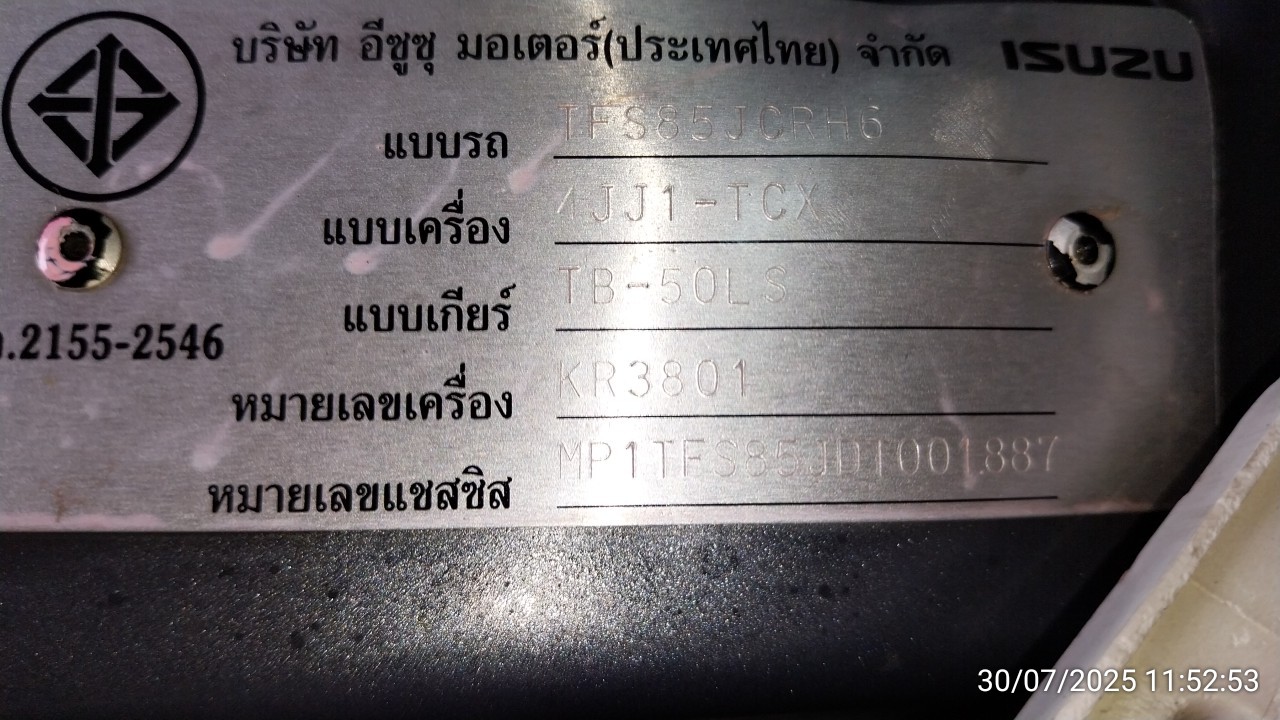 บริษัท อีซูซุ มอเตอร์(ประเทศไทย) จำกัด ISUZU
แบบรถ TFS85JCRH6
แบบเครื่อง 4JJ1-TCX
แบบเกียร์ TB-50LS
.2155-2546
หมายเลขเครื่อง KR3801
หมายเลขแชสซิส MP1TFS85JDT001887
30/07/2025 11:52:53